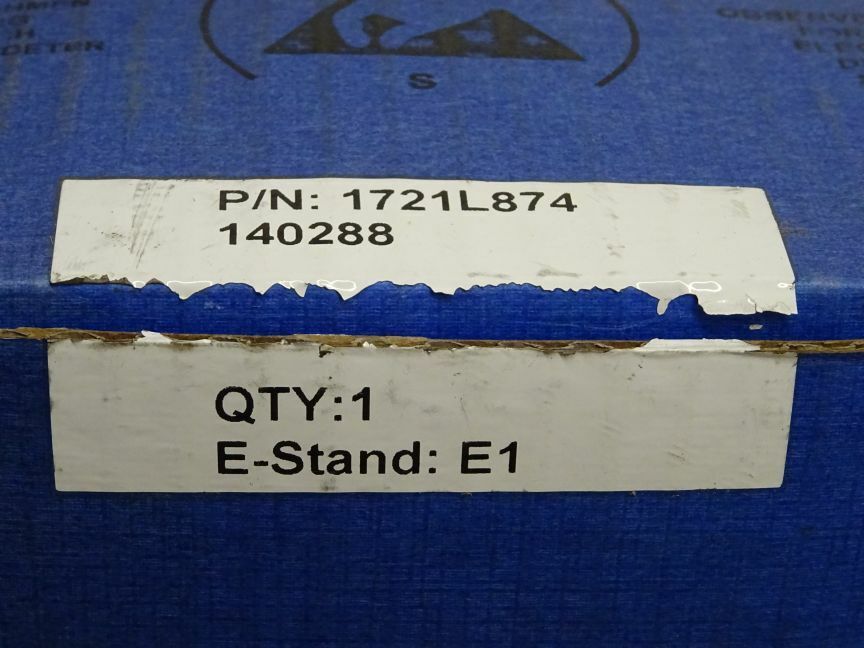 S
P/N: 1721L874
140288
QTY:1
E-Stand: E1